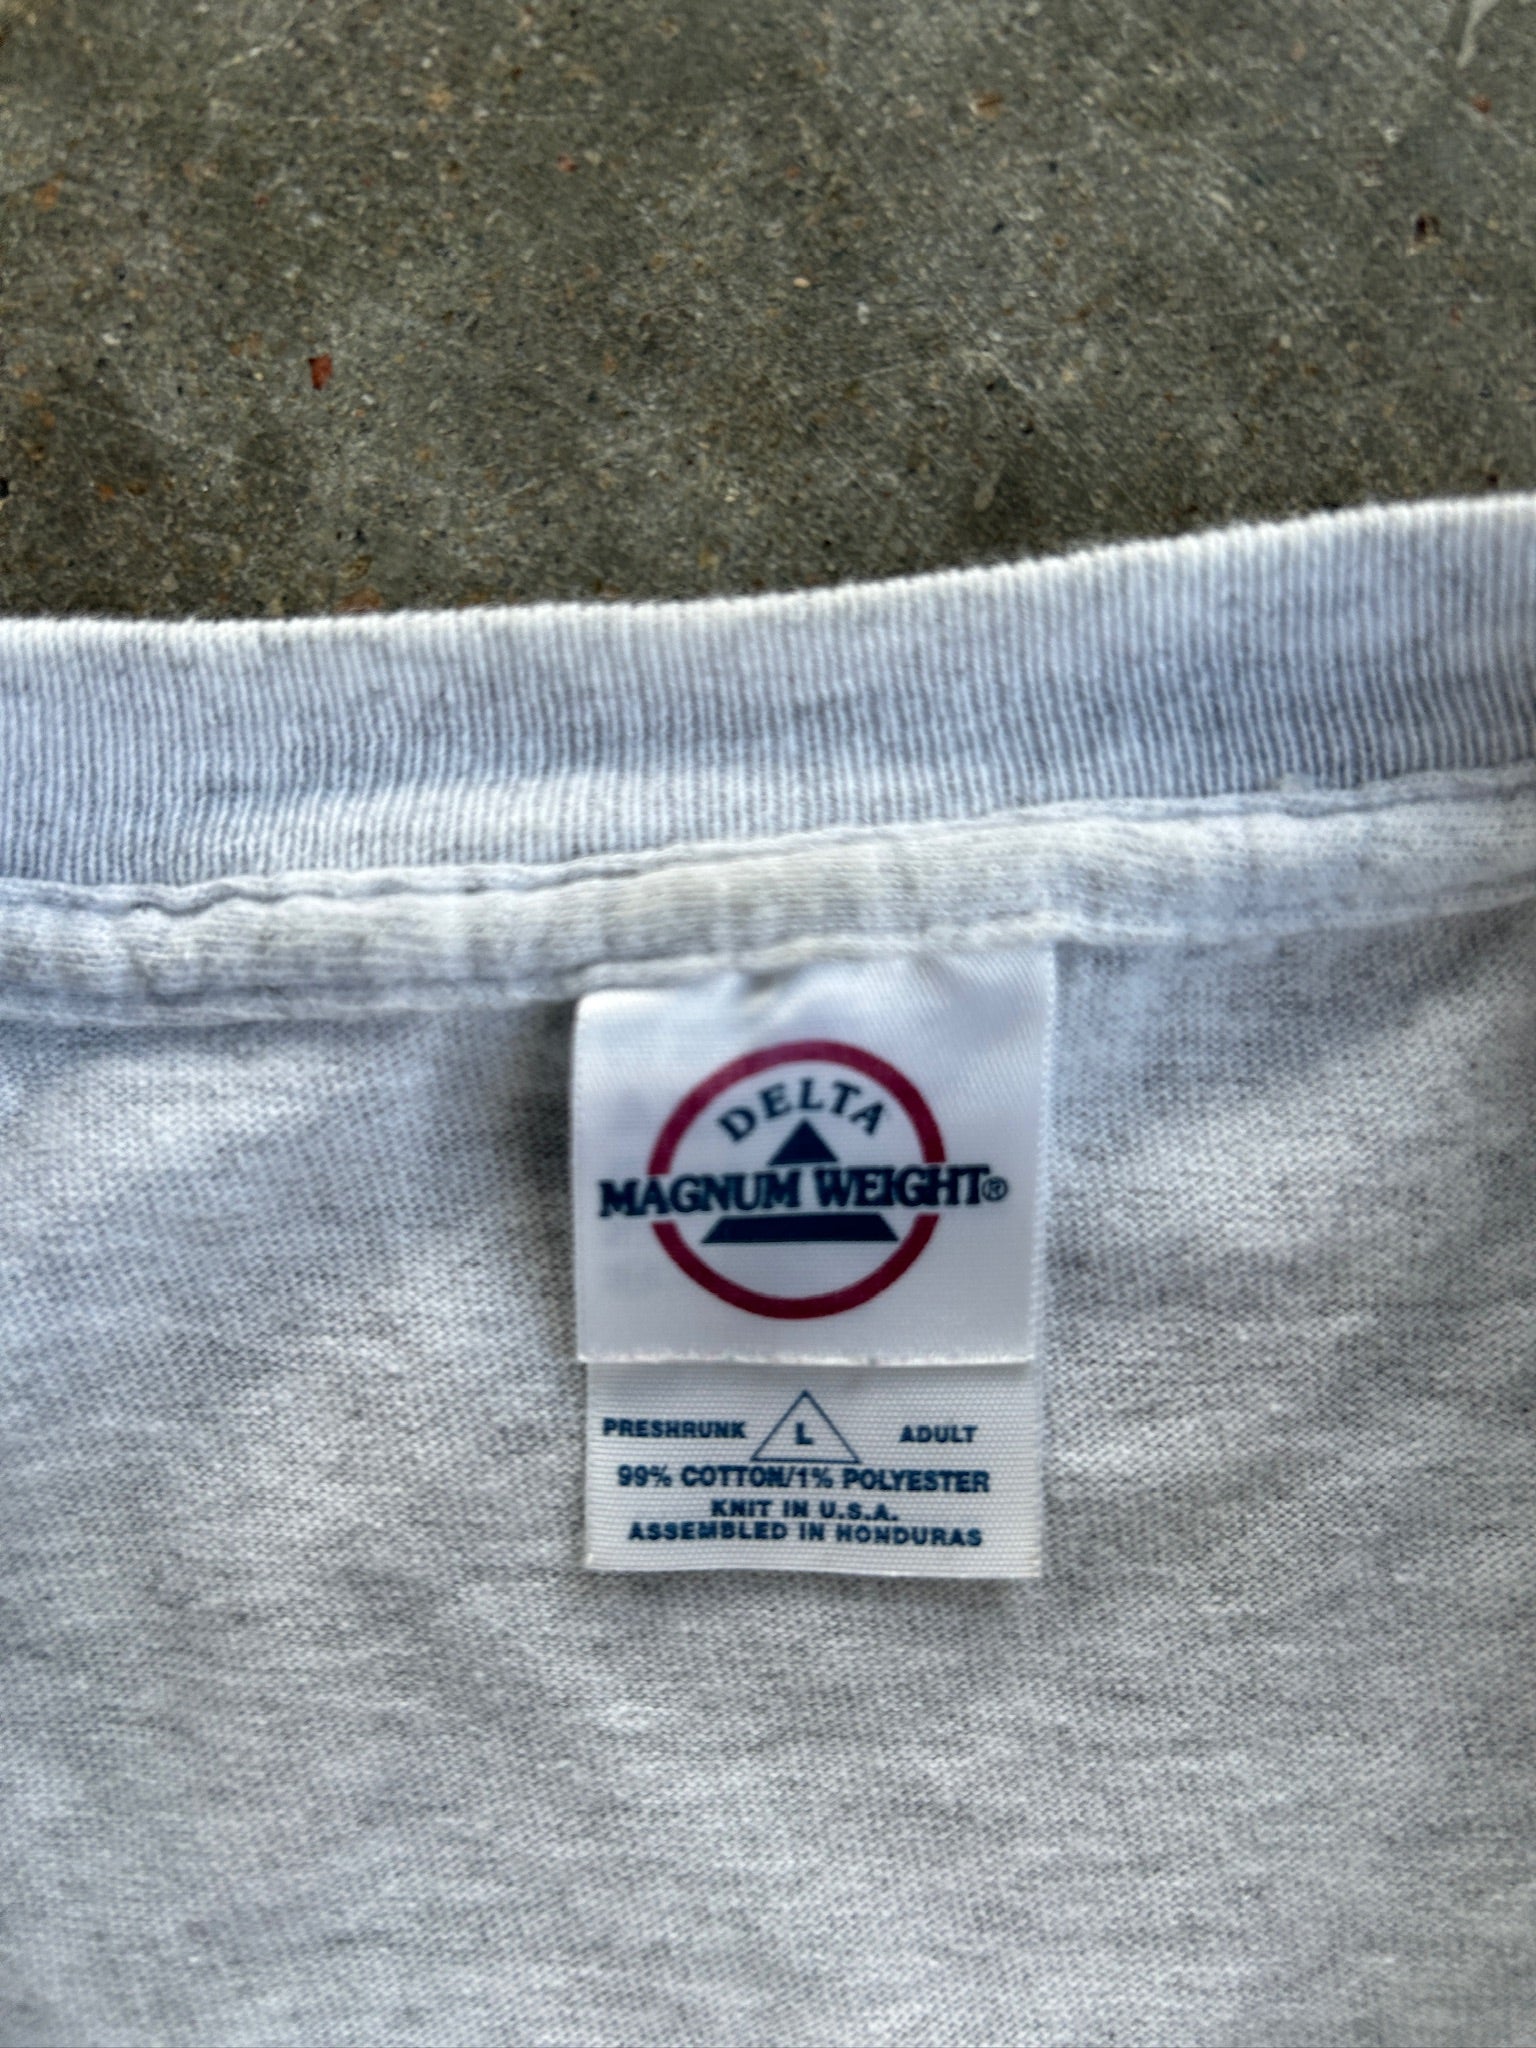 DELTA
MAGNUM WEIGHT®
PRESHRUNK L ADULT
99% COTTON/1% POLYESTER
KNIT IN U.S.A.
ASSEMBLED IN HONDURAS